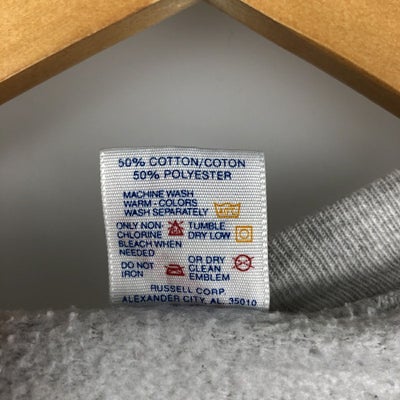 50% COTTON/COTON
50% POLYESTER
MACHINE WASH
WARM - COLORS
WASH SEPARATELY
ONLY NON-
CHLORINE
BLEACH WHEN
NEEDED
TUMBLE
DRY LOW
DO NOT
IRON
OR DRY
CLEAN
EMBLEM
RUSSELL CORP.
ALEXANDER CITY, AL. 35010